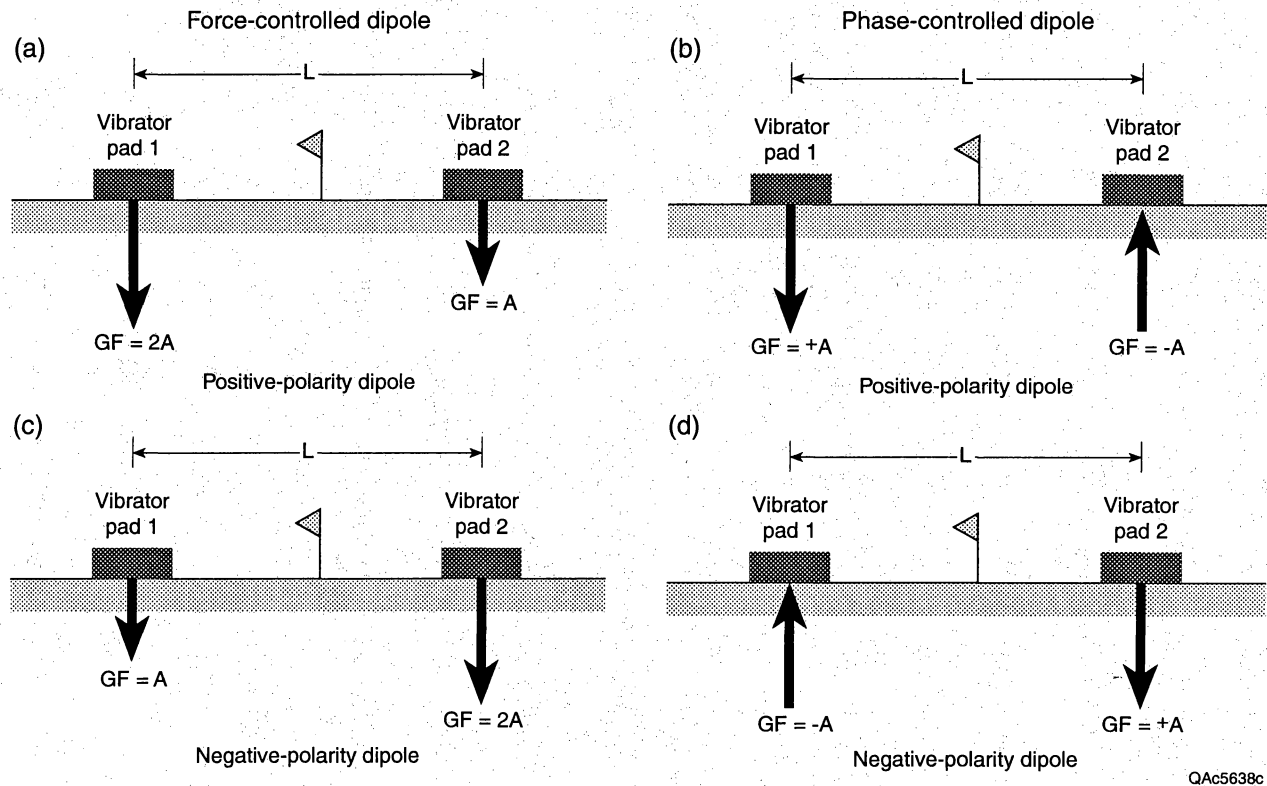 Force-controlled dipole
(a)
L
Vibrator
pad 1
Vibrator
pad 2
GF = 2A
GF = A
Positive-polarity dipole
Phase-controlled dipole
(b)
L
Vibrator
pad 1
Vibrator
pad 2
GF = +A
GF = -A
Positive-polarity dipole
(c)
L
Vibrator
pad 1
Vibrator
pad 2
GF = A
GF = 2A
Negative-polarity dipole
(d)
L
Vibrator
pad 1
Vibrator
pad 2
GF = -A
GF = +A
Negative-polarity dipole
QAc5638c